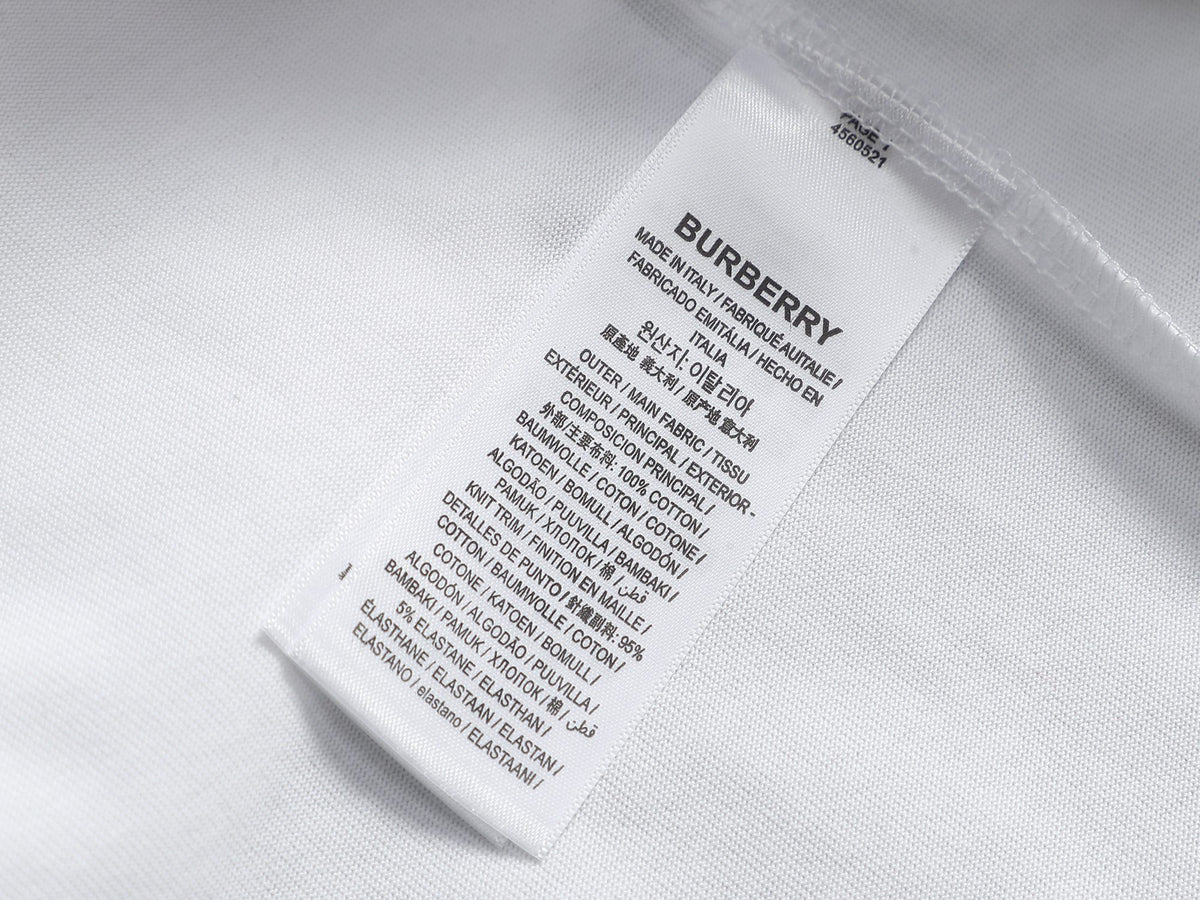 PAGE 1
4560521
BURBERRY
MADE IN ITALY / FABRIQUÉ AUITALIE /
FABRICADO EMITÁLIA / HECHO EN
ITALIA
원산지: 이탈리아
原產地 義大利 / 原产地 意大利
OUTER / MAIN FABRIC / TISSU
EXTÉRIEUR / PRINCIPAL / EXTERIOR -
COMPOSICION PRINCIPAL /
外部/主要布料: 100% COTTON /
BAUMWOLLE / COTON / COTONE /
KATOEN / BOMULL / ALGODÓN /
ALGODÃO / PUUVILLA / BAMBAKI /
PAMUK / ХЛОПОК / 棉 / قطن
KNIT TRIM / FINITION EN MAILLE /
DETALLES DE PUNTO / 針織副料: 95%
COTTON / BAUMWOLLE / COTON /
COTONE / KATOEN / BOMULL /
ALGODÓN / ALGODÃO / PUUVILLA /
BAMBAKI / PAMUK / ХЛОПОК / 棉 / قطن
5% ELASTANE / ELASTHAN /
ÉLASTHANE / ELASTAAN / ELASTAN /
ELASTANO / elastano / ELASTAANI /